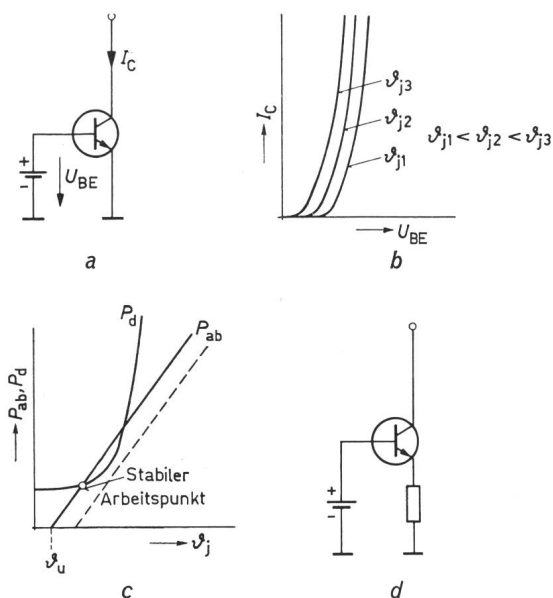 I_C
+
-
U_BE
a
I_C
ϑ_j3
ϑ_j2
ϑ_j1
ϑ_j1 < ϑ_j2 < ϑ_j3
U_BE
b
P_ab, P_d
P_d
P_ab
Stabiler
Arbeitspunkt
ϑ_u
ϑ_j
c
+
-
d